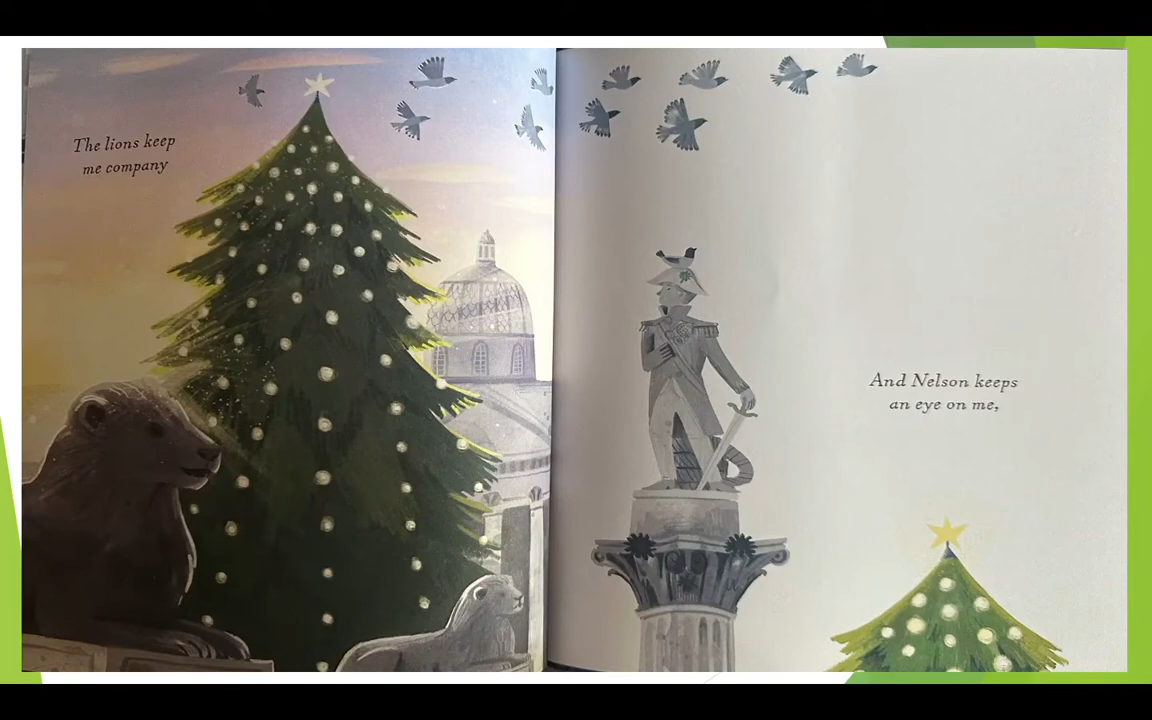 The lions keep
me company
And Nelson keeps
an eye on me,